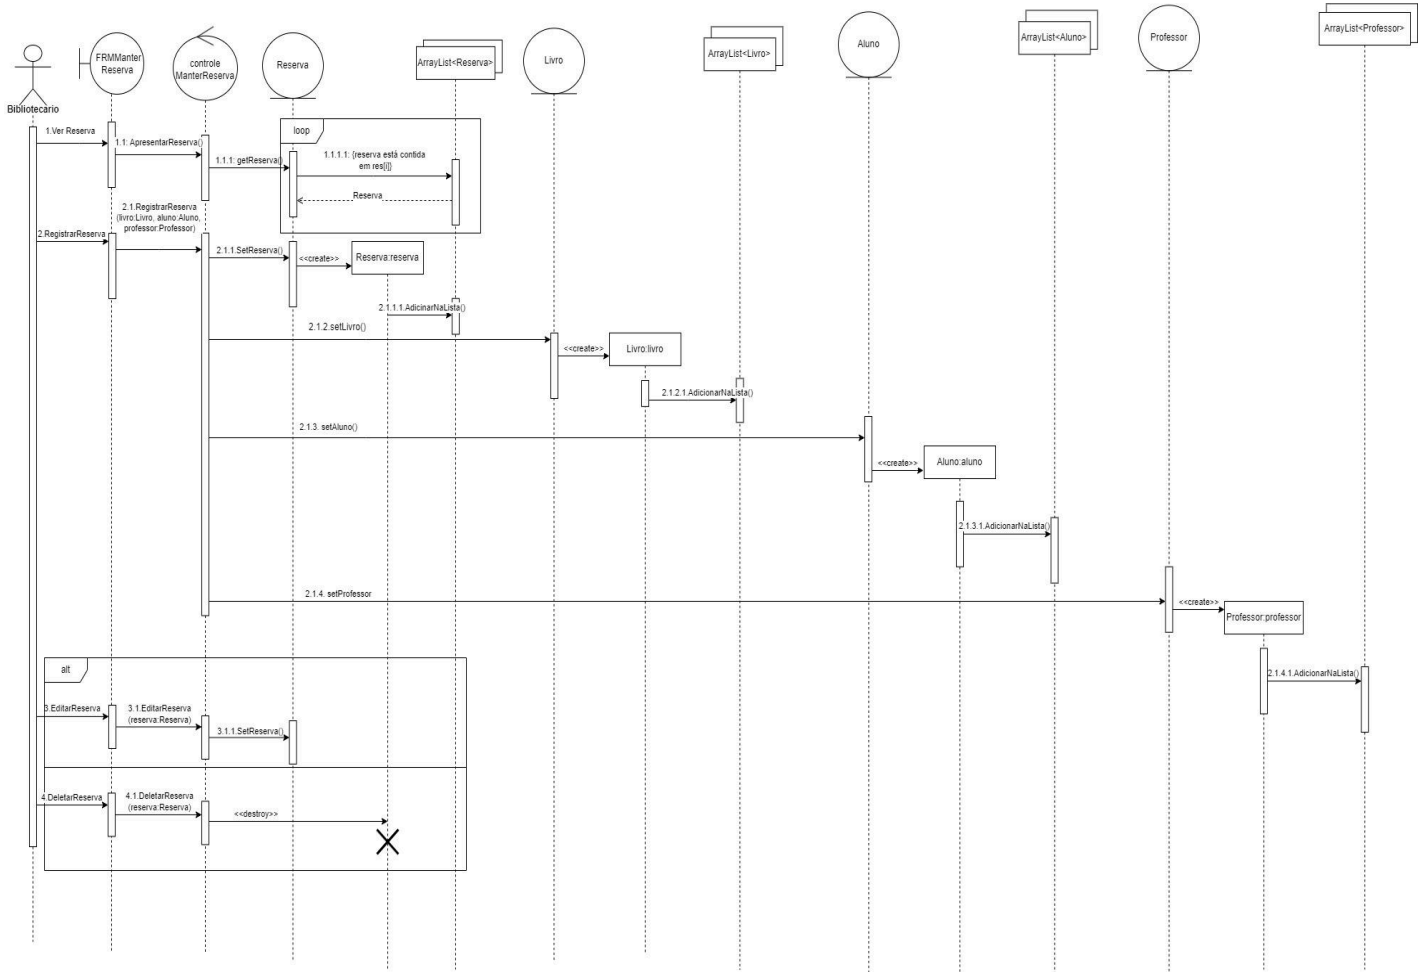 FRMManter
Reserva
controle
ManterReserva
Reserva
ArrayList<Reserva>
Livro
ArrayList<Livro>
Aluno
ArrayList<Aluno>
Professor
ArrayList<Professor>
Bibliotecario
1.Ver Reserva
1.1: ApresentarReserva()
1.1.1: getReserva()
loop
1.1.1.1: {reserva está contida
em res[i]}
Reserva
2.RegistrarReserva
2.1.RegistrarReserva
(livro:Livro, aluno:Aluno,
professor:Professor)
2.1.1.SetReserva()
<<create>>
Reserva:reserva
2.1.1.1.AdicinarNaLista()
2.1.2.setLivro()
<<create>>
Livro:livro
2.1.2.1.AdicionarNaLista()
2.1.3. setAluno()
<<create>>
Aluno:aluno
2.1.3.1.AdicionarNaLista()
2.1.4. setProfessor
<<create>>
Professor:professor
2.1.4.1.AdicionarNaLista()
alt
3.EditarReserva
3.1.EditarReserva
(reserva:Reserva)
3.1.1.SetReserva()
4.DeletarReserva
4.1.DeletarReserva
(reserva:Reserva)
<<destroy>>